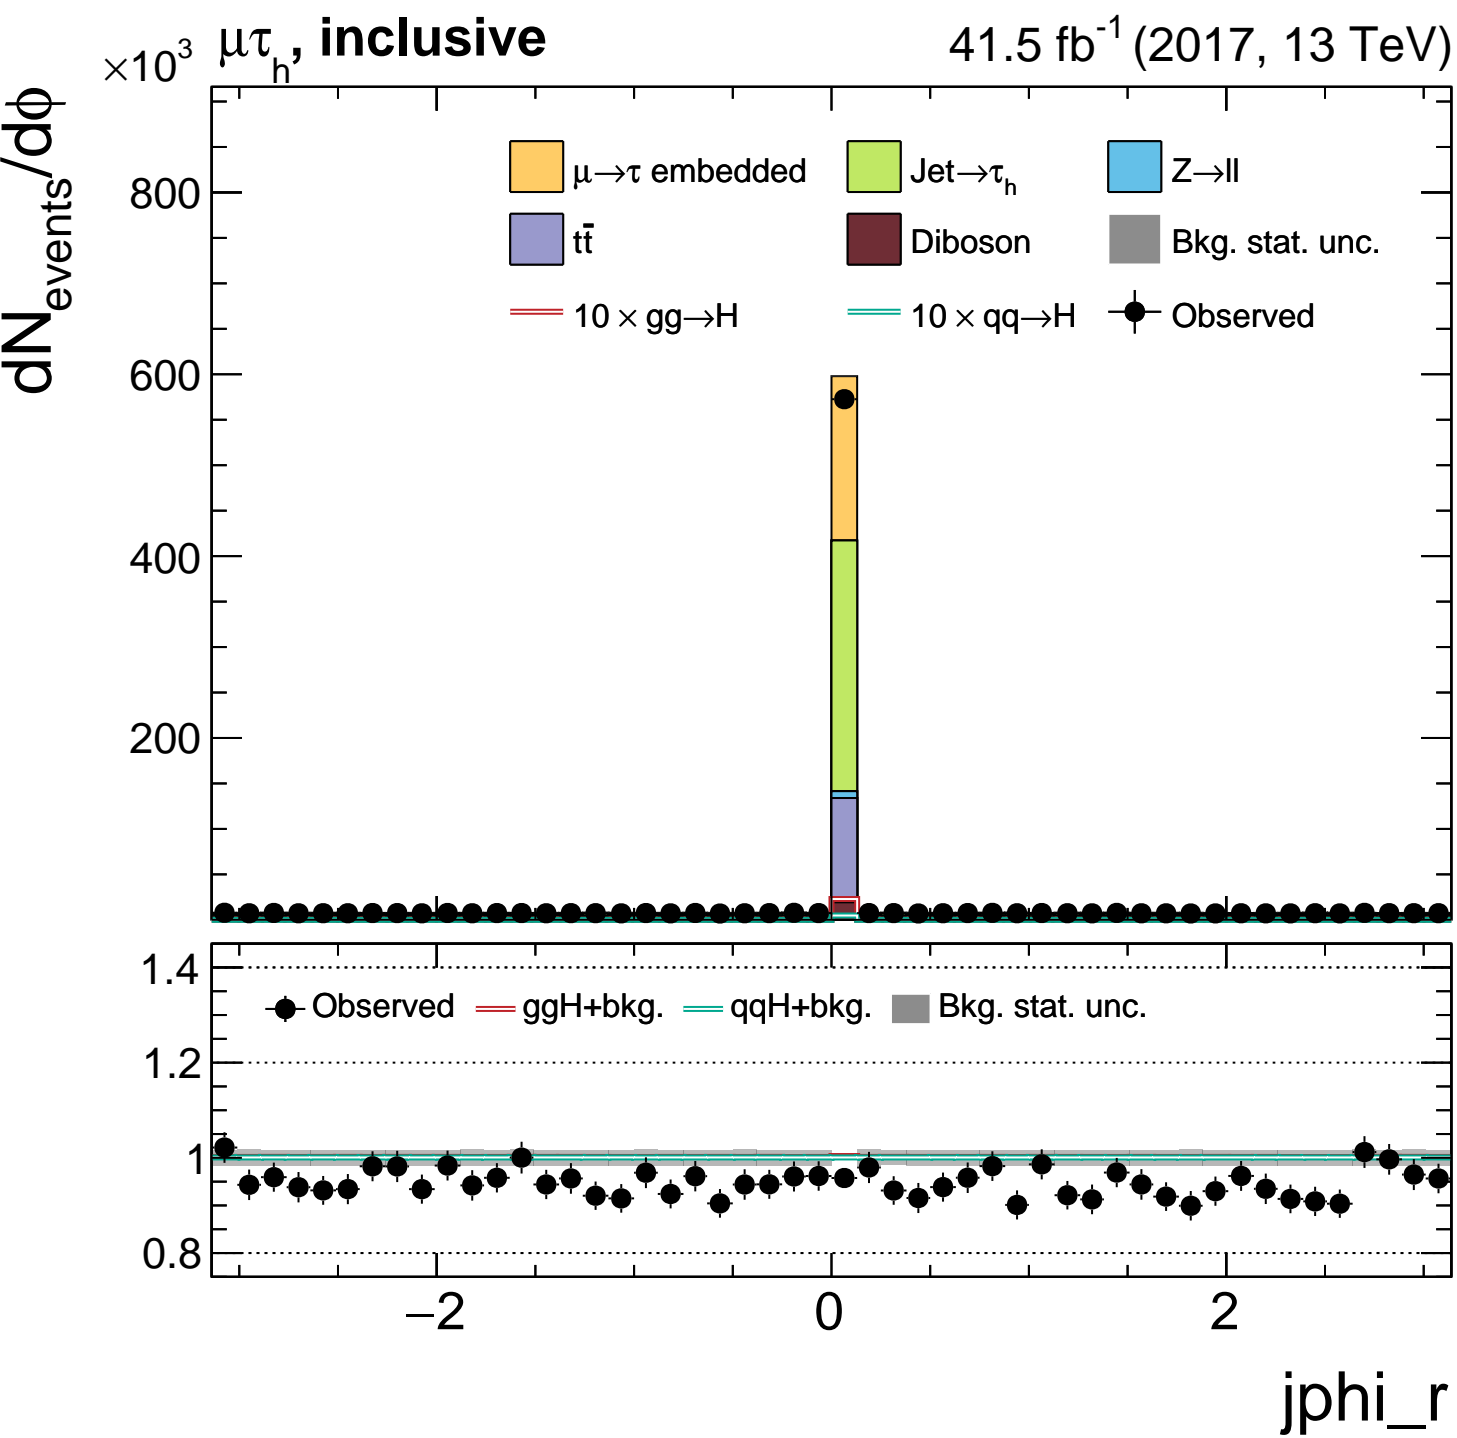 ×10³ μτₕ, inclusive 41.5 fb⁻¹ (2017, 13 TeV)
dN_events/dϕ
μ→τ embedded Jet→τₕ Z→ll
tt̄ Diboson Bkg. stat. unc.
10 × gg→H 10 × qq→H Observed
800
600
400
200
1.4
Observed ggH+bkg. qqH+bkg. Bkg. stat. unc.
1.2
1
0.8
−2 0 2
jphi_r